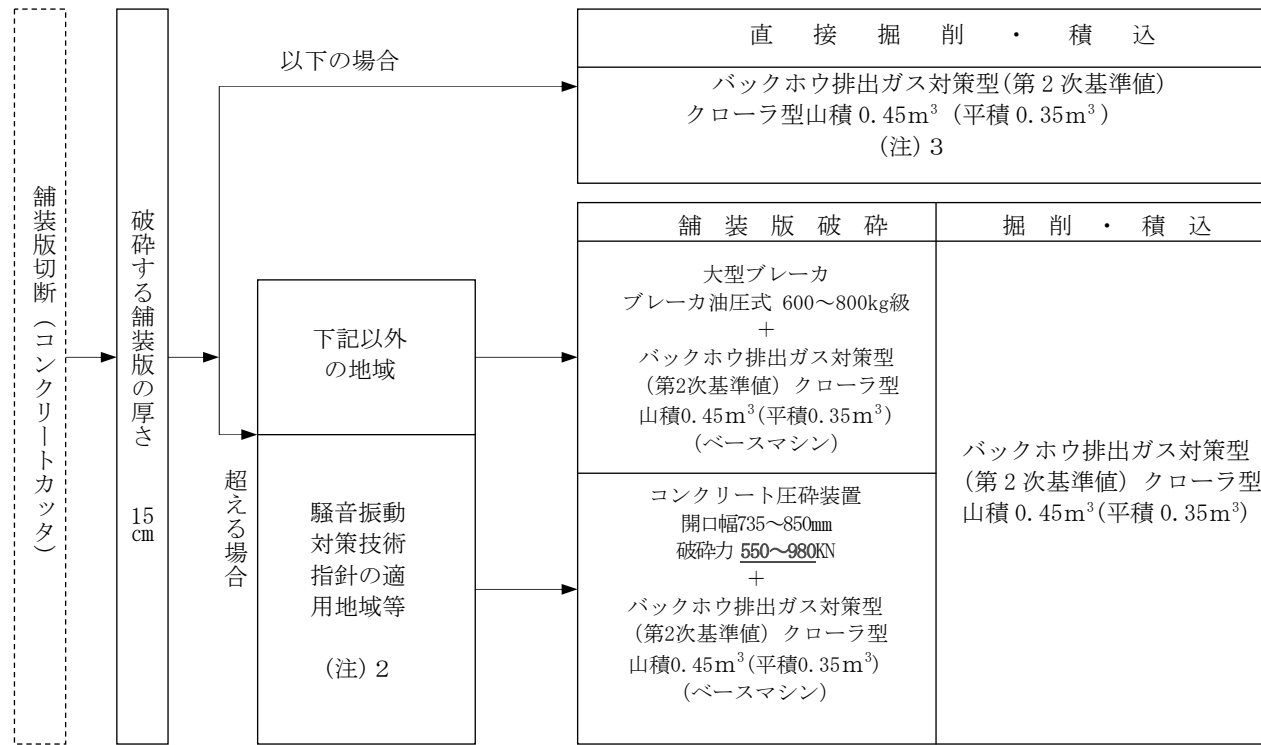 舗装版切断（コンクリートカッタ）
破砕する舗装版の厚さ 15cm
以下の場合
超える場合
直接掘削・積込
バックホウ排出ガス対策型(第2次基準値)
クローラ型山積0.45m³（平積0.35m³）
(注)3
下記以外
の地域
騒音振動
対策技術
指針の適
用地域等
(注)2
舗装版破砕
大型ブレーカ
ブレーカ油圧式 600～800kg級
＋
バックホウ排出ガス対策型
(第2次基準値) クローラ型
山積0.45m³(平積0.35m³)
(ベースマシン)
コンクリート圧砕装置
開口幅735～850mm
破砕力 550～980KN
＋
バックホウ排出ガス対策型
(第2次基準値) クローラ型
山積0.45m³(平積0.35m³)
(ベースマシン)
掘削・積込
バックホウ排出ガス対策型
(第2次基準値) クローラ型
山積0.45m³(平積0.35m³)